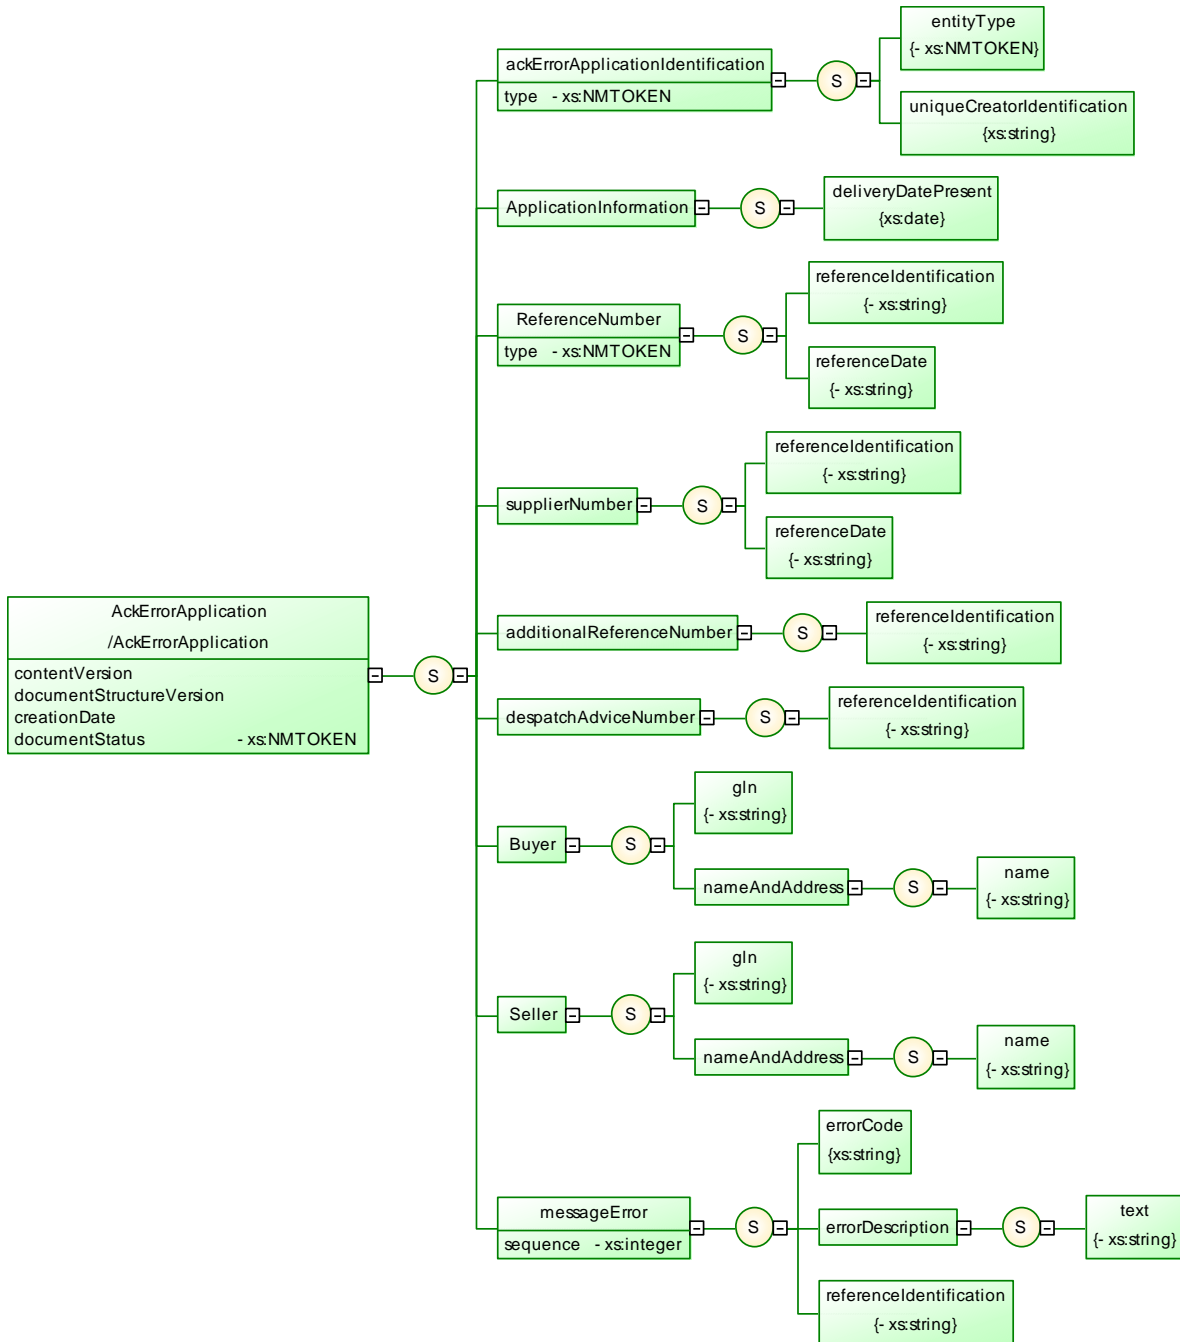 entityType
{- xs:NMTOKEN}
ackErrorApplicationIdentification
type - xs:NMTOKEN
S
uniqueCreatorIdentification
{xs:string}
ApplicationInformation
S
deliveryDatePresent
{xs:date}
ReferenceNumber
type - xs:NMTOKEN
S
referenceIdentification
{- xs:string}
referenceDate
{- xs:string}
supplierNumber
S
referenceIdentification
{- xs:string}
referenceDate
{- xs:string}
AckErrorApplication
/AckErrorApplication
contentVersion
documentStructureVersion
creationDate
documentStatus - xs:NMTOKEN
S
additionalReferenceNumber
S
referenceIdentification
{- xs:string}
despatchAdviceNumber
S
referenceIdentification
{- xs:string}
Buyer
S
gln
{- xs:string}
nameAndAddress
S
name
{- xs:string}
Seller
S
gln
{- xs:string}
nameAndAddress
S
name
{- xs:string}
messageError
sequence - xs:integer
S
errorCode
{xs:string}
errorDescription
S
text
{- xs:string}
referenceIdentification
{- xs:string}